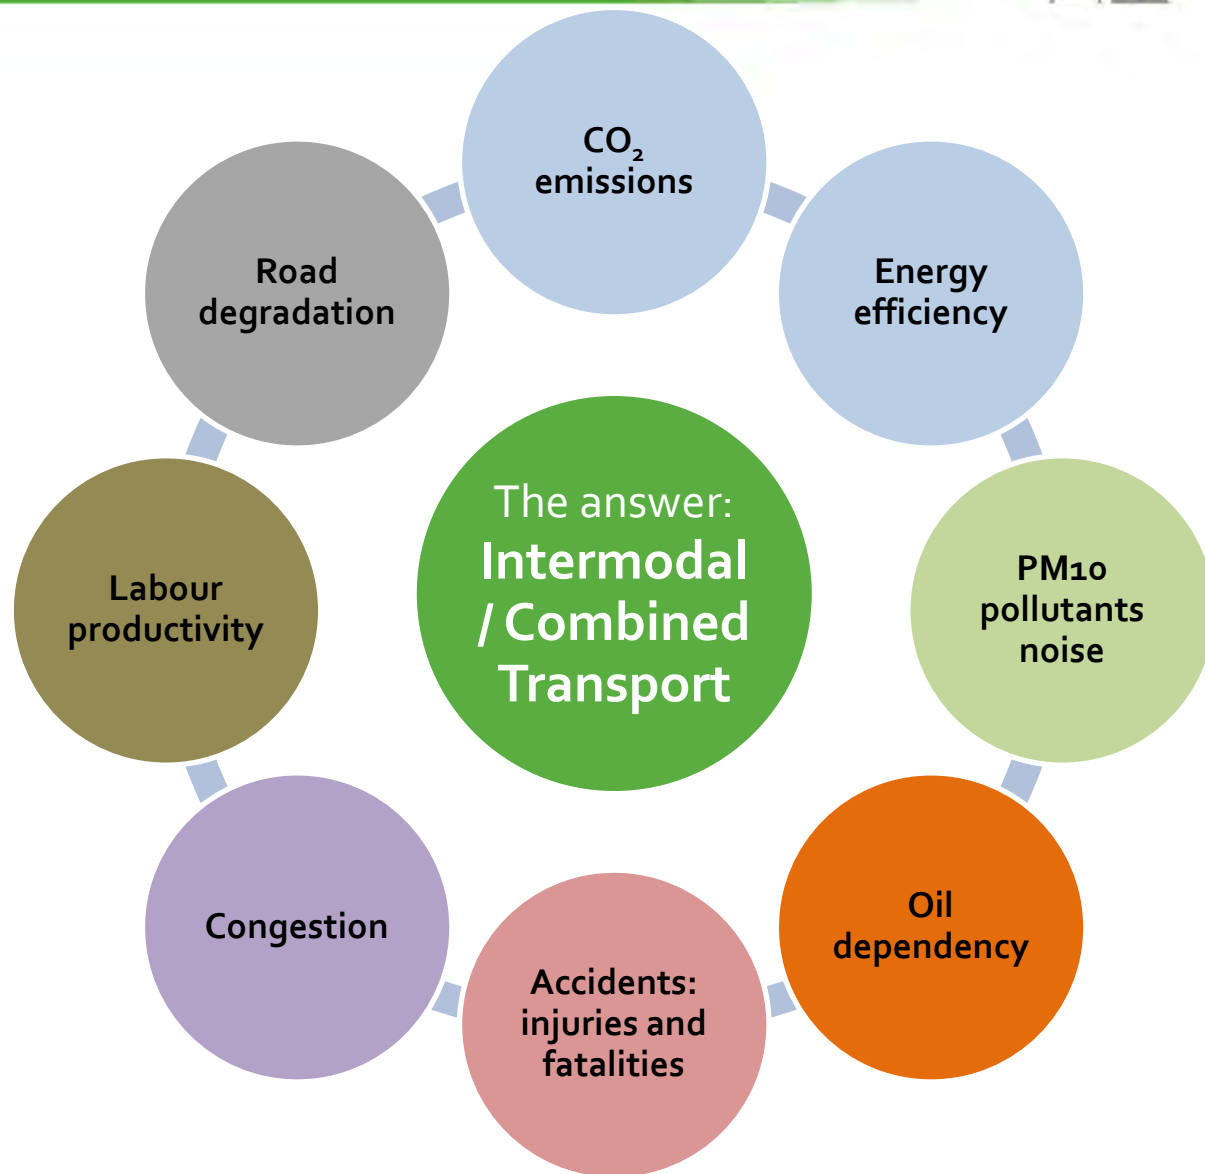 CO₂
emissions
Energy
efficiency
PM10
pollutants
noise
Oil
dependency
Accidents:
injuries and
fatalities
Congestion
Labour
productivity
Road
degradation
The answer:
Intermodal
/ Combined
Transport